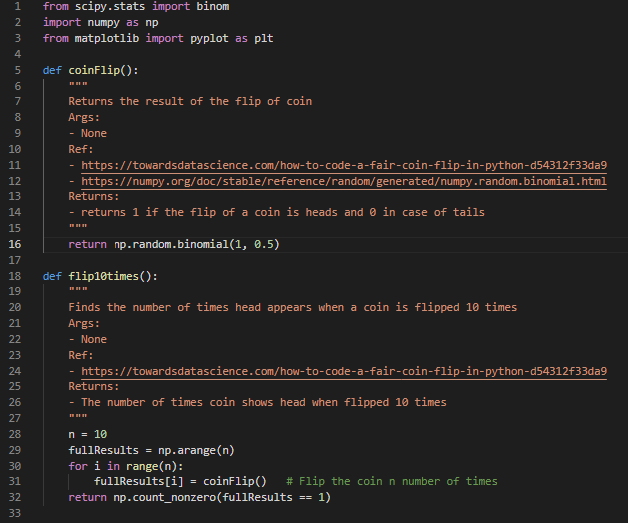 1 from scipy.stats import binom
2 import numpy as np
3 from matplotlib import pyplot as plt
4
5 def coinFlip():
6     """
7     Returns the result of the flip of coin
8     Args:
9     - None
10     Ref:
11     - https://towardsdatascience.com/how-to-code-a-fair-coin-flip-in-python-d54312f33da9
12     - https://numpy.org/doc/stable/reference/random/generated/numpy.random.binomial.html
13     Returns:
14     - returns 1 if the flip of a coin is heads and 0 in case of tails
15     """
16     return np.random.binomial(1, 0.5)
17
18 def flip10times():
19     """
20     Finds the number of times head appears when a coin is flipped 10 times
21     Args:
22     - None
23     Ref:
24     - https://towardsdatascience.com/how-to-code-a-fair-coin-flip-in-python-d54312f33da9
25     Returns:
26     - The number of times coin shows head when flipped 10 times
27     """
28     n = 10
29     fullResults = np.arange(n)
30     for i in range(n):
31         fullResults[i] = coinFlip()   # Flip the coin n number of times
32     return np.count_nonzero(fullResults == 1)
33